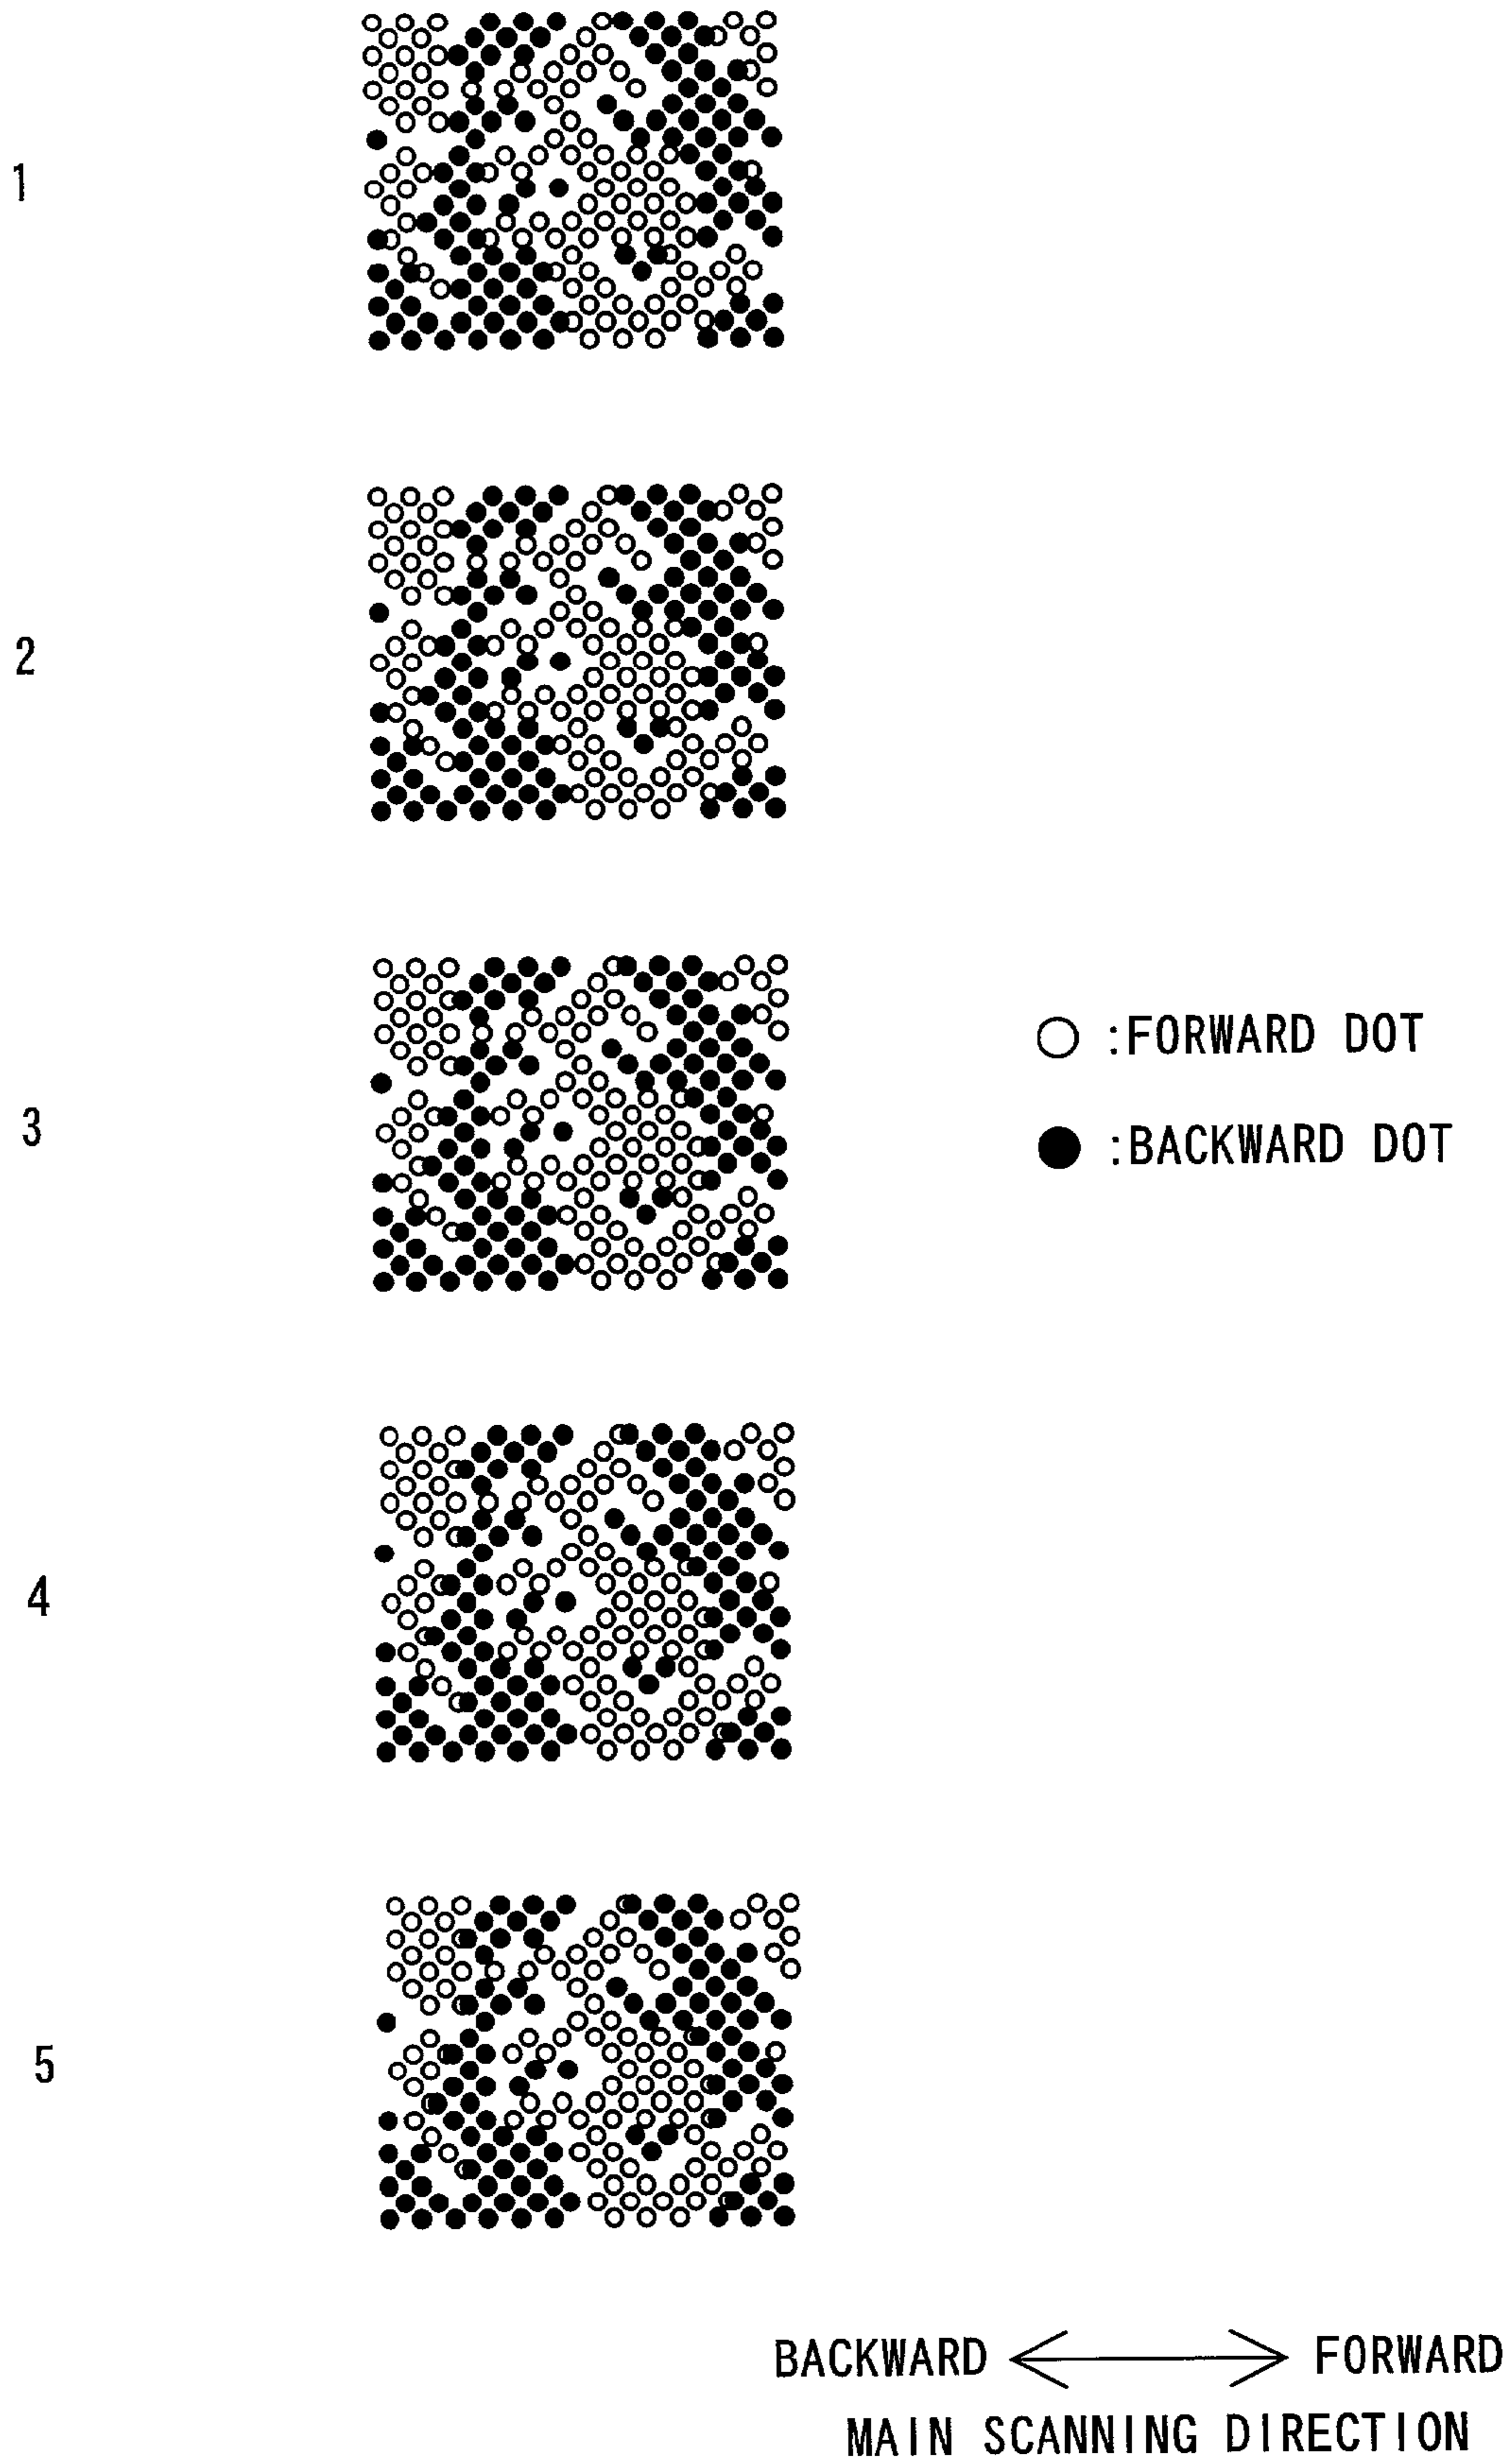 1
2
3
:FORWARD DOT
:BACKWARD DOT
4
5
BACKWARD FORWARD
MAIN SCANNING DIRECTION